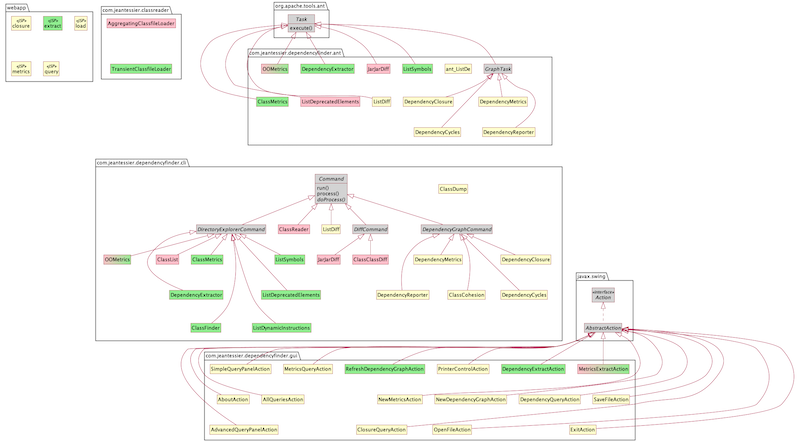 webapp
«JSP»
closure
«JSP»
extract
«JSP»
load
«JSP»
metrics
«JSP»
query
com.jeantessier.classreader
AggregatingClassfileLoader
TransientClassfileLoader
org.apache.tools.ant
Task
execute()
com.jeantessier.dependencyfinder.ant
OOMetrics
DependencyExtractor
JarJarDiff
ListSymbols
ant_ListDe
GraphTask
ClassMetrics
ListDeprecatedElements
ListDiff
DependencyClosure
DependencyMetrics
DependencyCycles
DependencyReporter
com.jeantessier.dependencyfinder.cli
Command
run()
process()
doProcess()
ClassDump
DirectoryExplorerCommand
ClassReader
ListDiff
DiffCommand
DependencyGraphCommand
OOMetrics
ClassList
ClassMetrics
ListSymbols
JarJarDiff
ClassClassDiff
DependencyMetrics
DependencyClosure
DependencyExtractor
ListDeprecatedElements
DependencyReporter
ClassCohesion
DependencyCycles
ClassFinder
ListDynamicInstructions
javax.swing
«interface»
Action
AbstractAction
com.jeantessier.dependencyfinder.gui
SimpleQueryPanelAction
MetricsQueryAction
RefreshDependencyGraphAction
PrinterControlAction
DependencyExtractAction
MetricsExtractAction
AboutAction
AllQueriesAction
NewMetricsAction
NewDependencyGraphAction
DependencyQueryAction
SaveFileAction
AdvancedQueryPanelAction
ClosureQueryAction
OpenFileAction
ExitAction